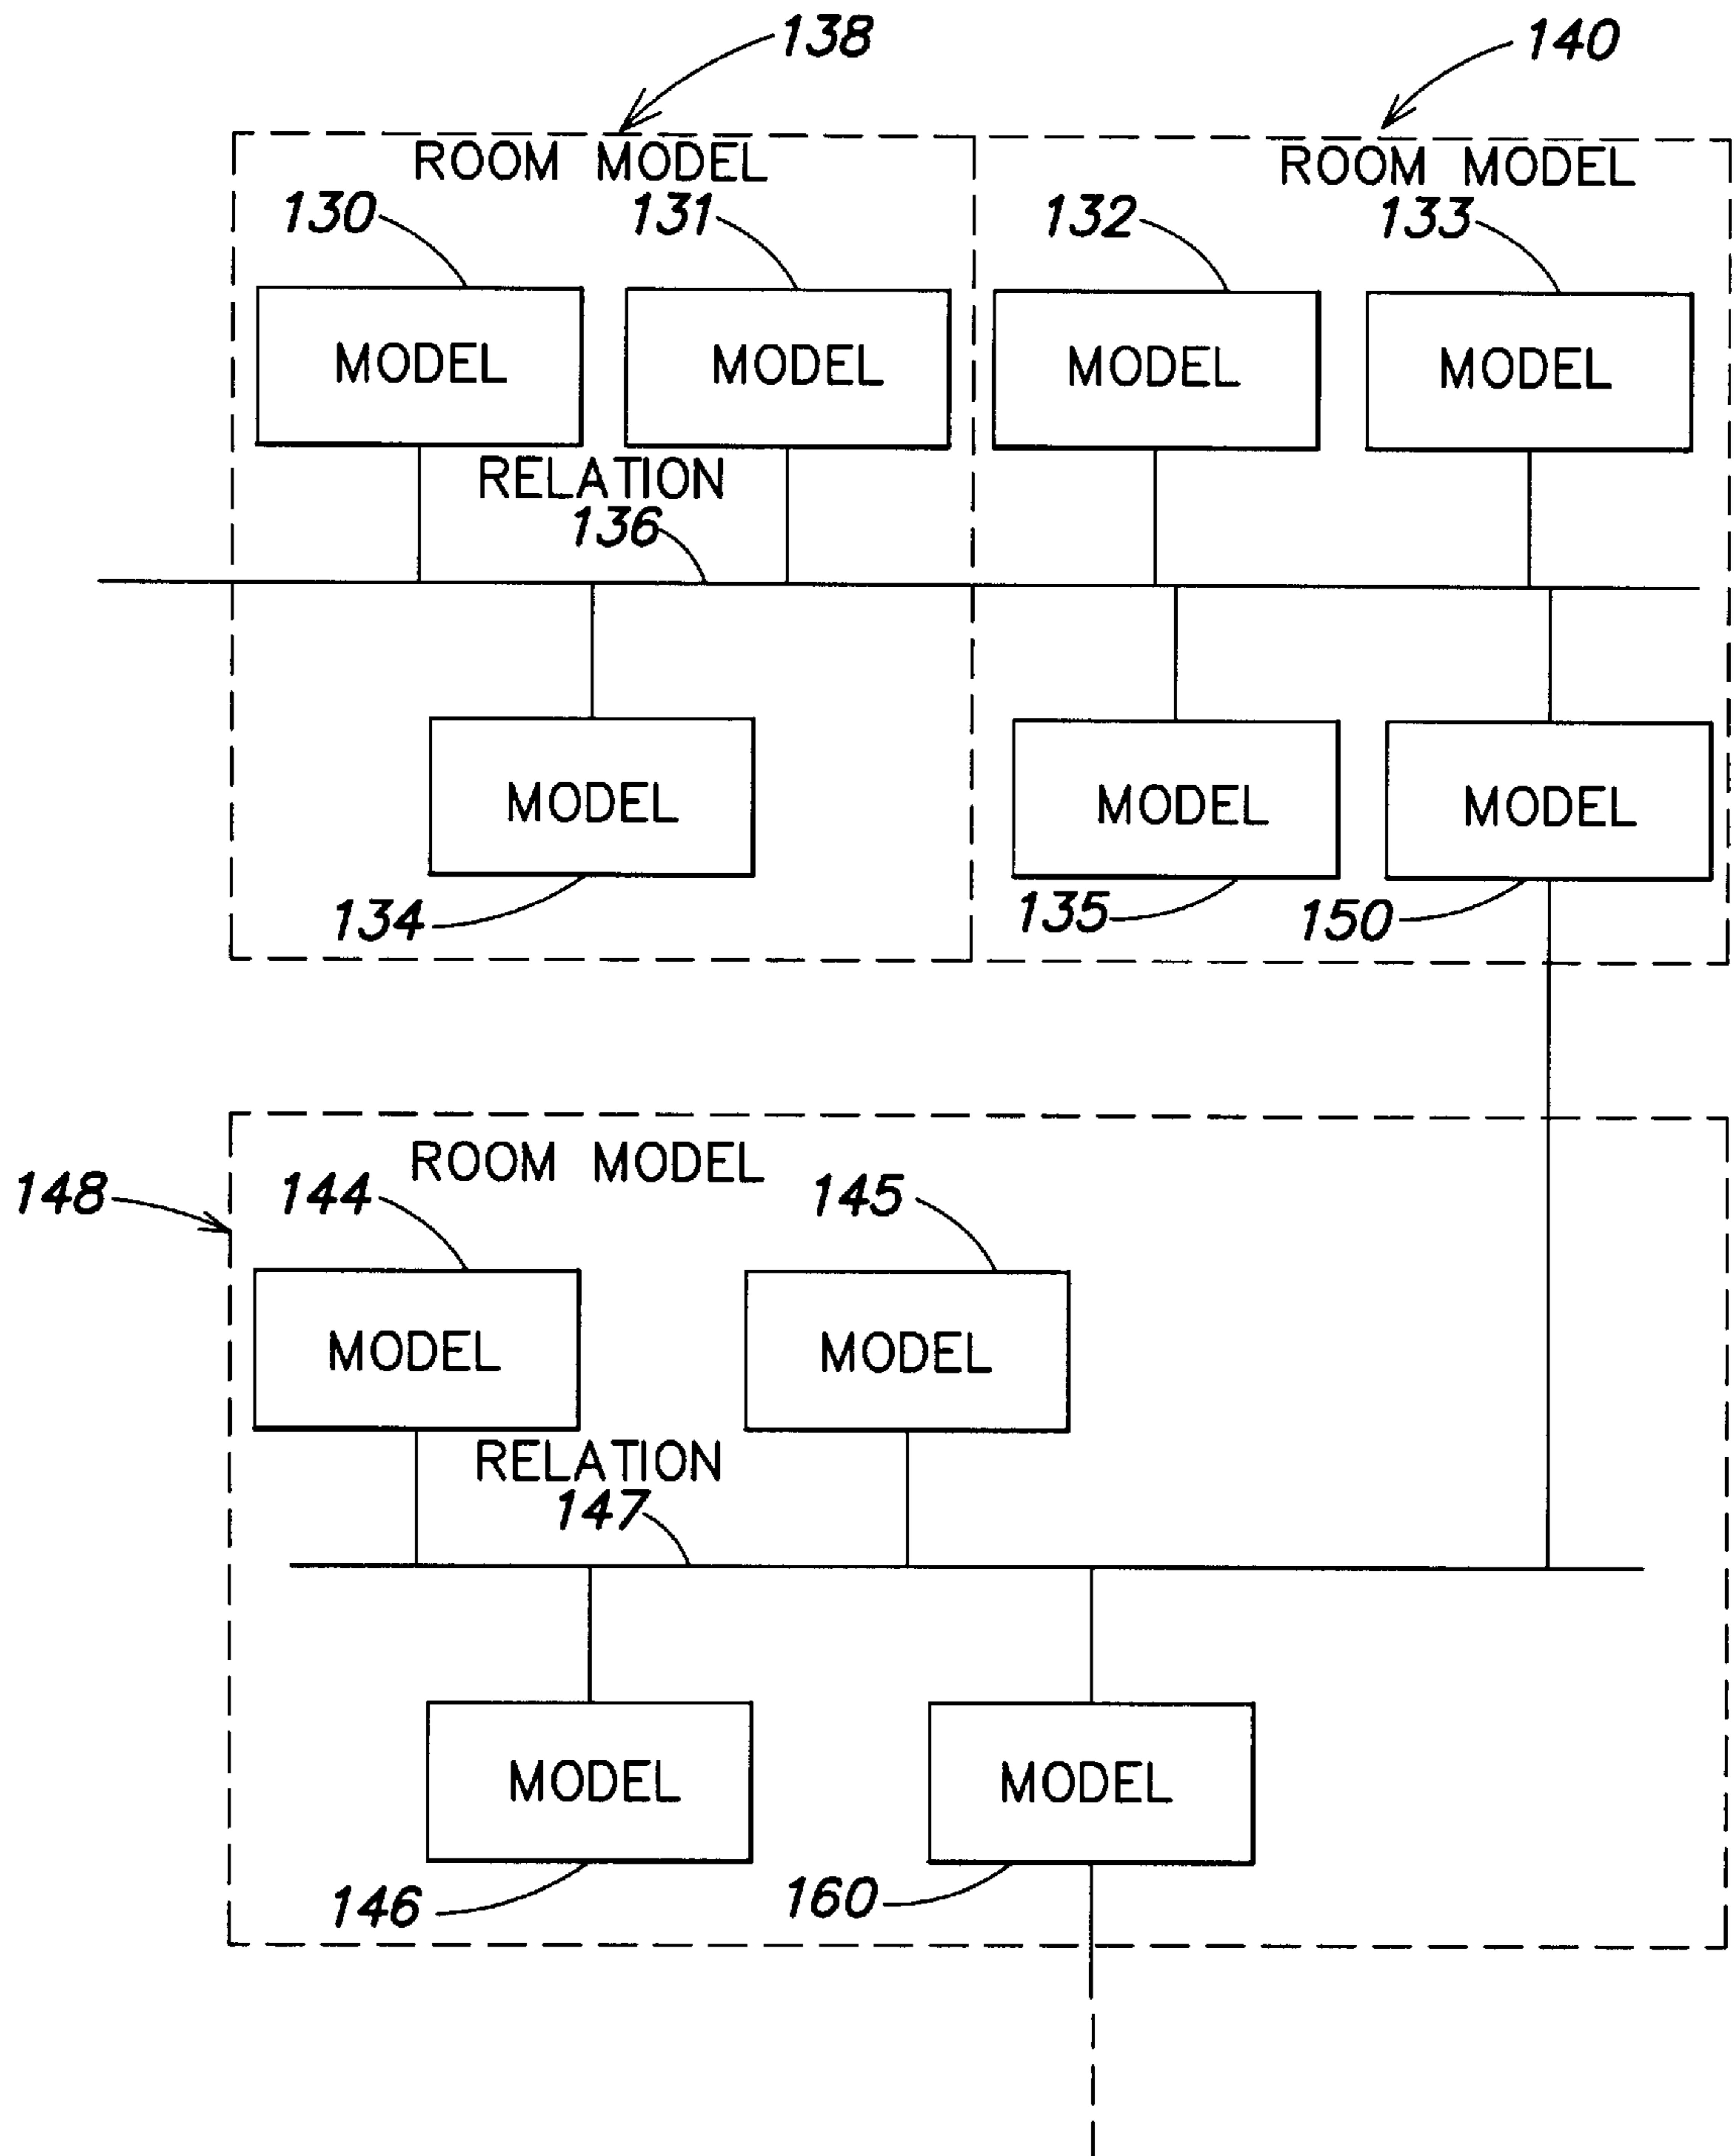 138
140
ROOM MODEL
ROOM MODEL
130
131
132
133
MODEL
MODEL
MODEL
MODEL
RELATION
136
MODEL
MODEL
MODEL
134
135
150
ROOM MODEL
148
144
145
MODEL
MODEL
RELATION
147
MODEL
MODEL
146
160